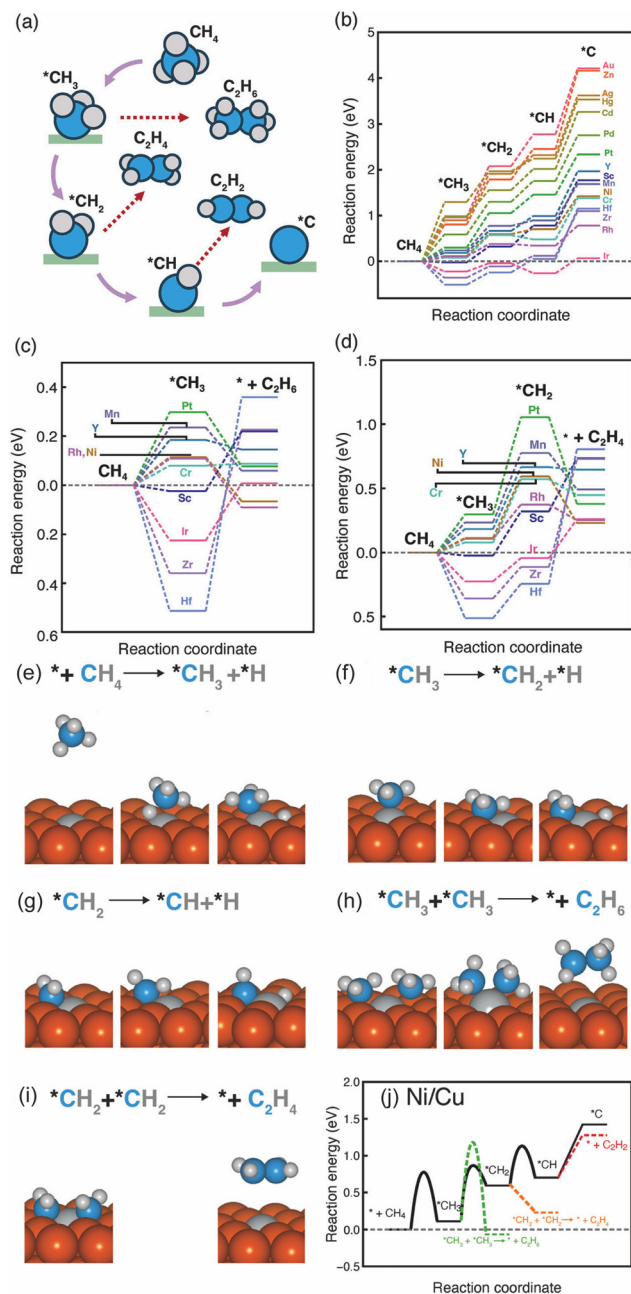 (a)
CH4
*CH3
C2H6
C2H4
C2H2
*CH2
*C
*CH
(b)
Reaction energy (eV)
5
4
3
2
1
0
CH4
*CH3
*CH2
*CH
*C
Au
Zn
Ag
Hg
Cd
Pd
Pt
Y
Sc
Mn
Ni
Cr
Hf
Zr
Rh
Ir
Reaction coordinate
(c)
Reaction energy (eV)
0.4
0.2
0.0
0.2
0.4
0.6
*CH3
* + C2H6
Pt
Mn
Y
Rh,Ni
CH4
Cr
Sc
Ir
Zr
Hf
Reaction coordinate
(d)
Reaction energy (eV)
1.5
1.0
0.5
0.0
0.5
*CH2
* + C2H4
Pt
Mn
Y
Ni
Cr
*CH3
Rh
Sc
CH4
Ir
Zr
Hf
Reaction coordinate
(e) *+ CH4 → *CH3 +*H
(f) *CH3 → *CH2+*H
(g) *CH2 → *CH+*H
(h) *CH3+*CH3 → *+ C2H6
(i) *CH2+*CH2 → *+ C2H4
(j) Ni/Cu
Reaction energy (eV)
2.0
1.5
1.0
0.5
0.0
−0.5
* + CH4
*CH3
*CH2
*CH
*C
* + C2H2
*CH2 + *CH2 → * + C2H4
*CH3 + *CH3 → * + C2H6
Reaction coordinate